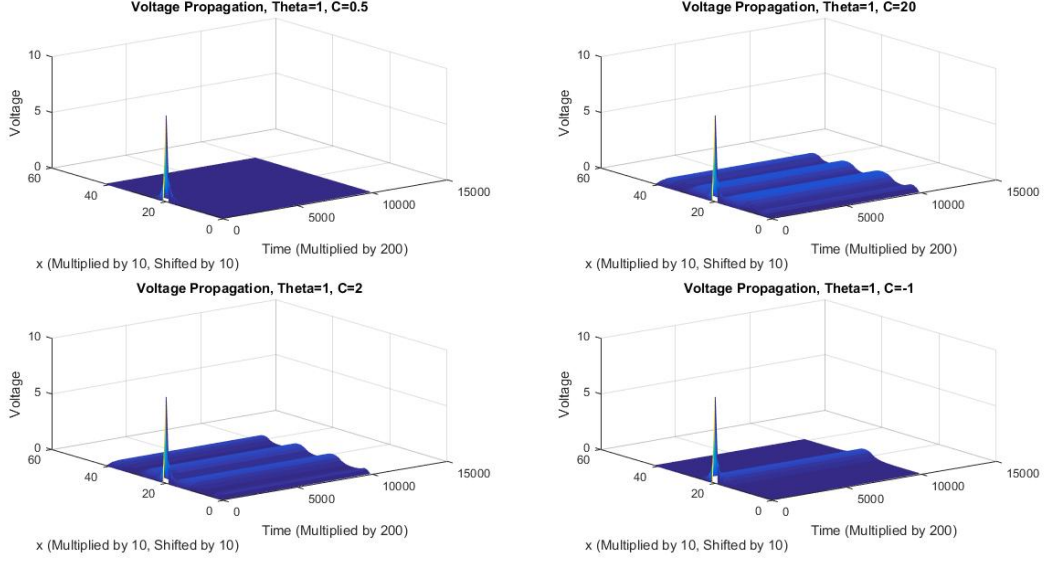 Voltage Propagation, Theta=1, C=0.5
10
5
0
Voltage
60
40
20
0
0
5000
10000
15000
Time (Multiplied by 200)
x (Multiplied by 10, Shifted by 10)
Voltage Propagation, Theta=1, C=20
10
5
0
Voltage
60
40
20
0
0
5000
10000
15000
Time (Multiplied by 200)
x (Multiplied by 10, Shifted by 10)
Voltage Propagation, Theta=1, C=2
10
5
0
Voltage
60
40
20
0
0
5000
10000
15000
Time (Multiplied by 200)
x (Multiplied by 10, Shifted by 10)
Voltage Propagation, Theta=1, C=-1
10
5
0
Voltage
60
40
20
0
0
5000
10000
15000
Time (Multiplied by 200)
x (Multiplied by 10, Shifted by 10)